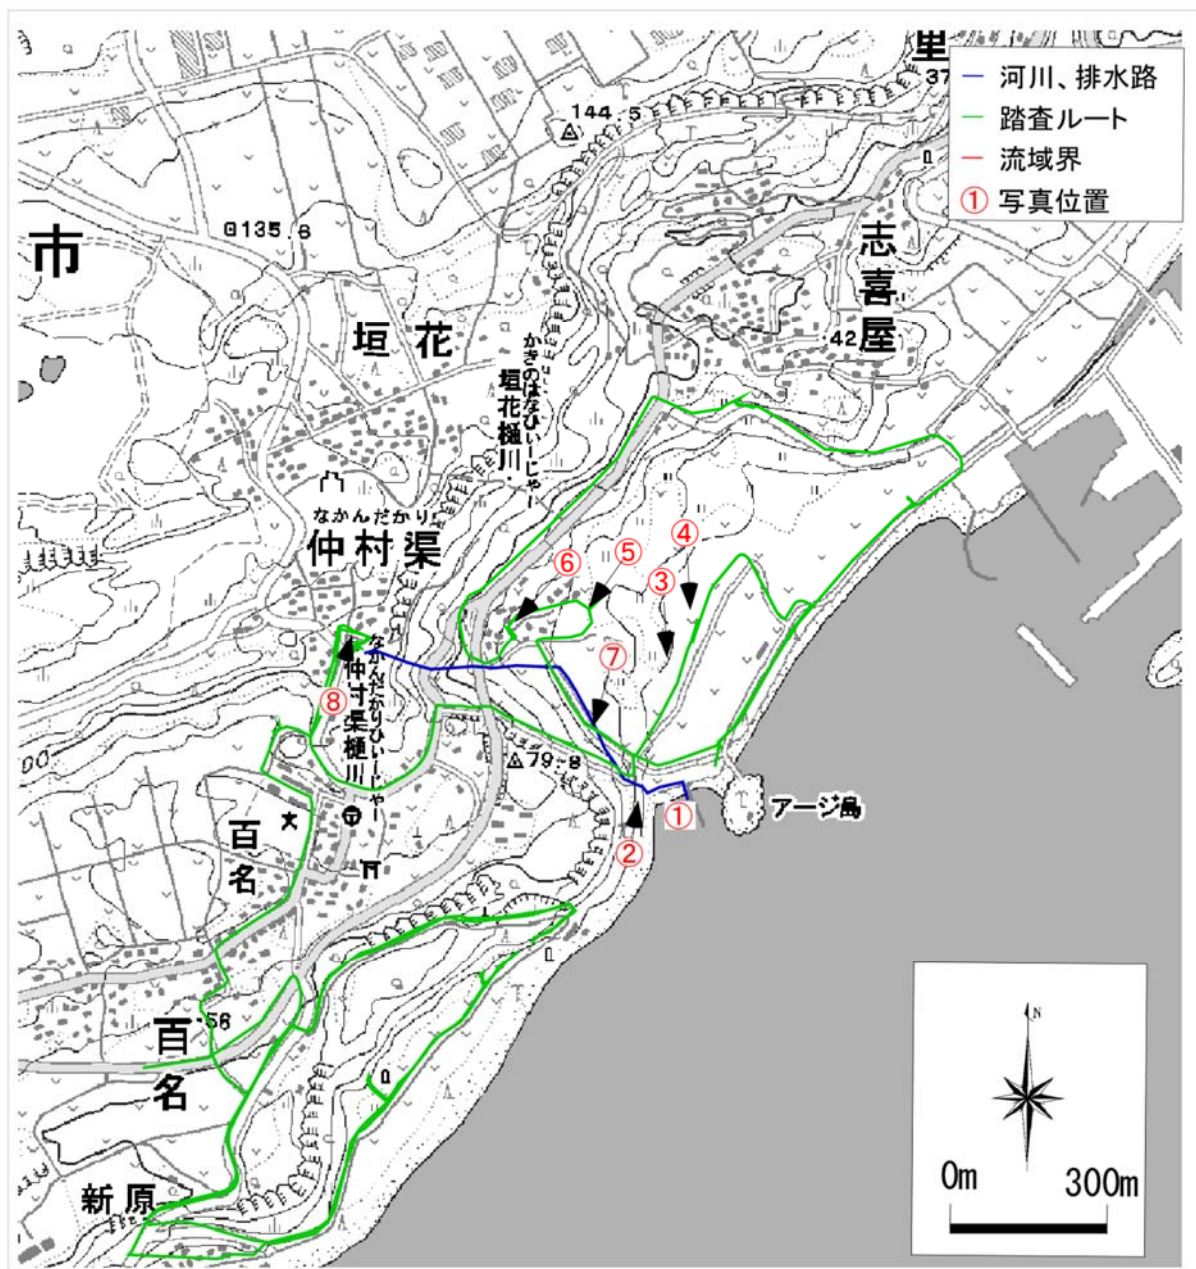 河川、排水路
踏査ルート
流域界
① 写真位置
里
37
144.5
135.8
市
志喜屋
垣花
42
かきのはなひぃーじゃー
垣花樋川
なかんだかり
仲村渠
④
⑤
⑥
③
⑦
なかんだかりひぃーじゃー
仲村渠樋川
⑧
79.8
①
アージ島
②
百名
56
百名
新原
N
0m 300m